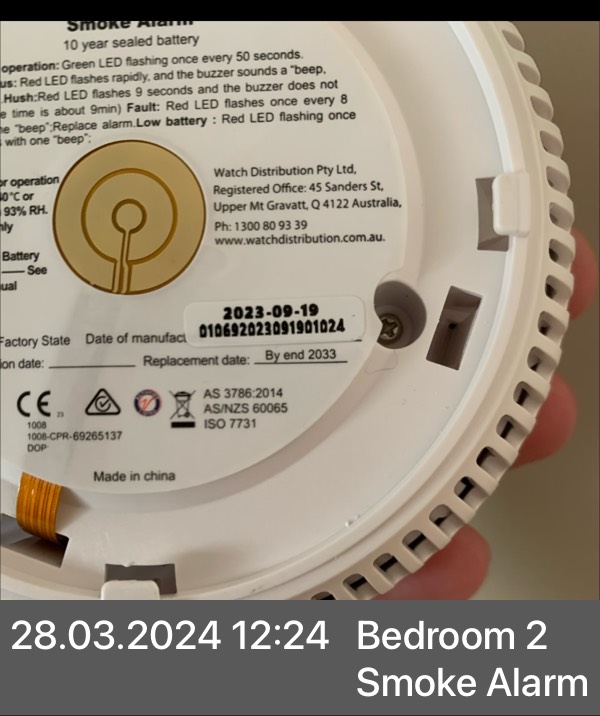 Smoke Alarm
10 year sealed battery
operation: Green LED flashing once every 50 seconds.
us: Red LED flashes rapidly, and the buzzer sounds a "beep,
Hush:Red LED flashes 9 seconds and the buzzer does not
e time is about 9min) Fault: Red LED flashes once every 8
e "beep";Replace alarm.Low battery : Red LED flashing once
with one "beep";
or operation
40°C or
93% RH.
nly
Battery
See
ual
Watch Distribution Pty Ltd,
Registered Office: 45 Sanders St,
Upper Mt Gravatt, Q 4122 Australia,
Ph: 1300 80 93 39
www.watchdistribution.com.au.
2023-09-19
010692023091901024
Factory State Date of manufac
ion date: Replacement date: By end 2033
CE 23
1008
1008-CPR-69265137
DOP
AS 3786:2014
AS/NZS 60065
ISO 7731
Made in china
28.03.2024 12:24 Bedroom 2
Smoke Alarm